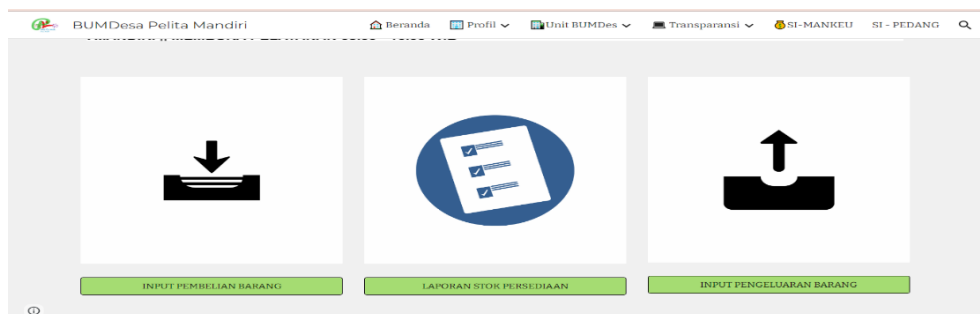 BUMDesa Pelita Mandiri
Beranda
Profil
Unit BUMDes
Transparansi
SI-MANKEU
SI - PEDANG
INPUT PEMBELIAN BARANG
LAPORAN STOK PERSEDIAAN
INPUT PENGELUARAN BARANG